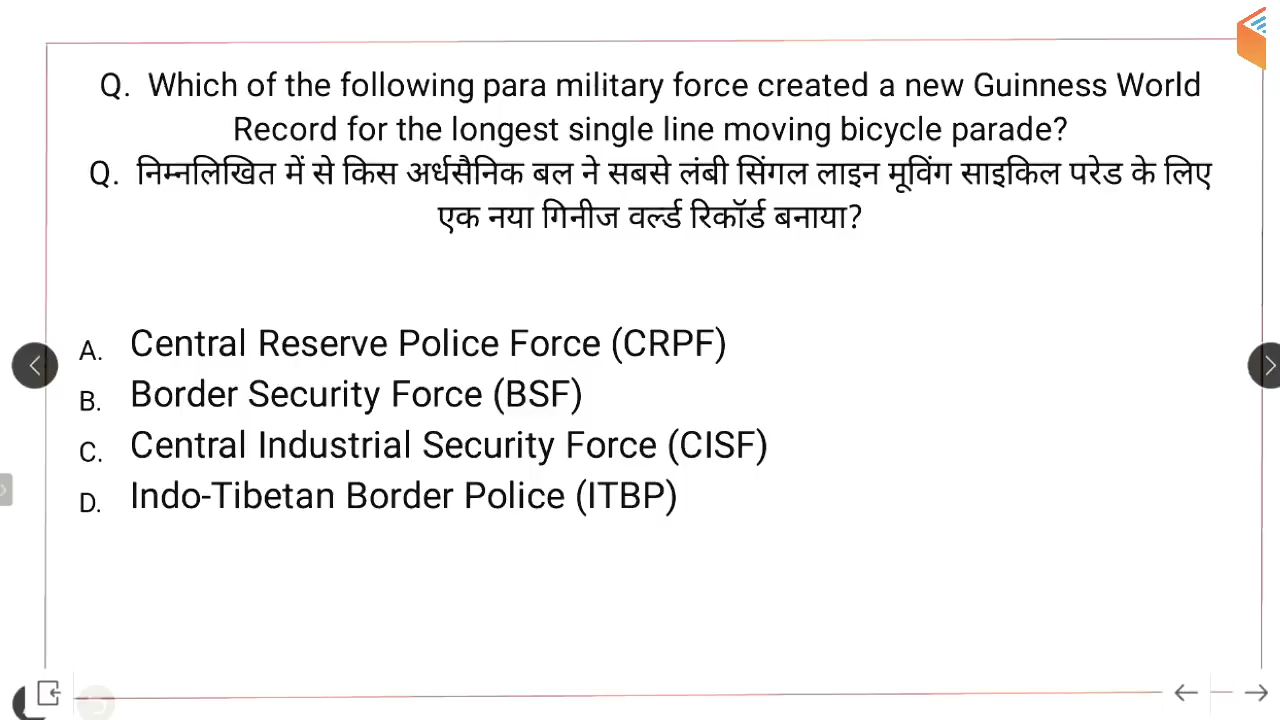 Q. Which of the following para military force created a new Guinness World
Record for the longest single line moving bicycle parade?
Q. निम्नलिखित में से किस अर्धसैनिक बल ने सबसे लंबी सिंगल लाइन मूविंग साइकिल परेड के लिए
एक नया गिनीज वर्ल्ड रिकॉर्ड बनाया?
A. Central Reserve Police Force (CRPF)
B. Border Security Force (BSF)
C. Central Industrial Security Force (CISF)
D. Indo-Tibetan Border Police (ITBP)